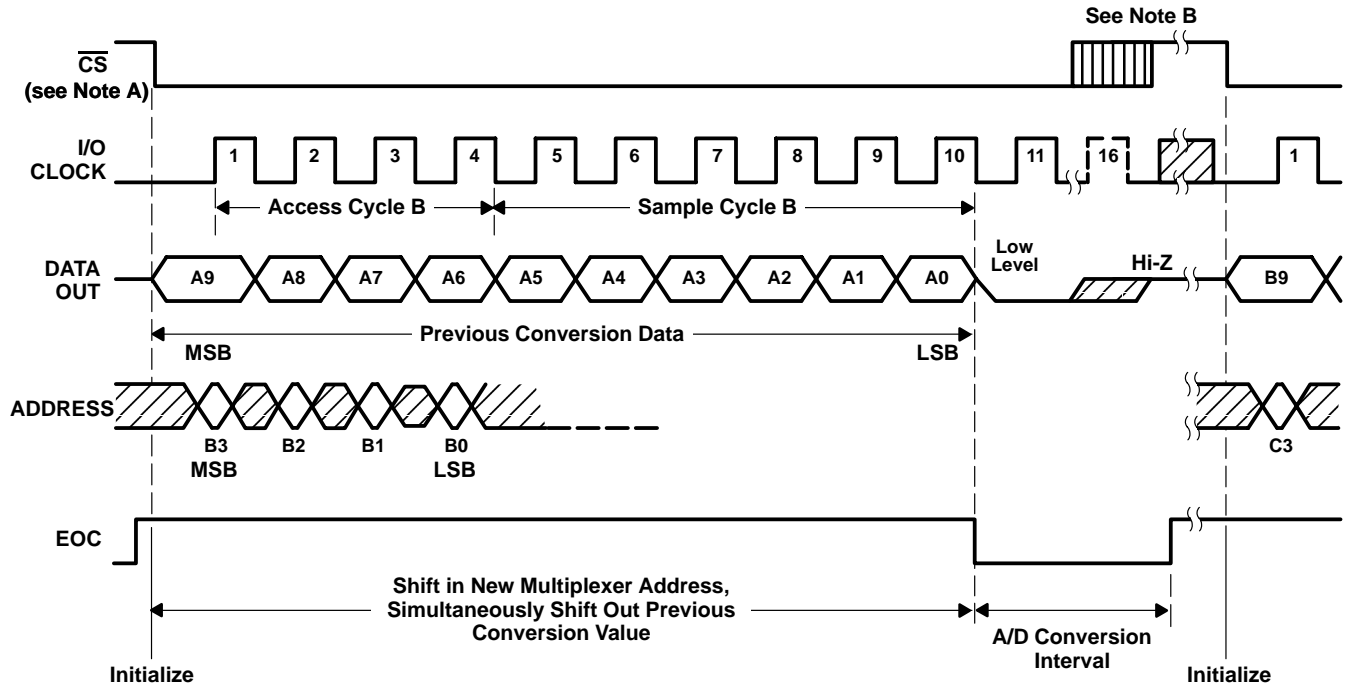 See Note B
CS
(see Note A)
I/O
CLOCK
1 2 3 4 5 6 7 8 9 10 11 16 1
Access Cycle B Sample Cycle B
DATA
OUT
A9 A8 A7 A6 A5 A4 A3 A2 A1 A0 Low
Level Hi-Z B9
Previous Conversion Data
MSB LSB
ADDRESS
B3 B2 B1 B0 C3
MSB LSB
EOC
Shift in New Multiplexer Address,
Simultaneously Shift Out Previous
Conversion Value
A/D Conversion
Interval
Initialize Initialize